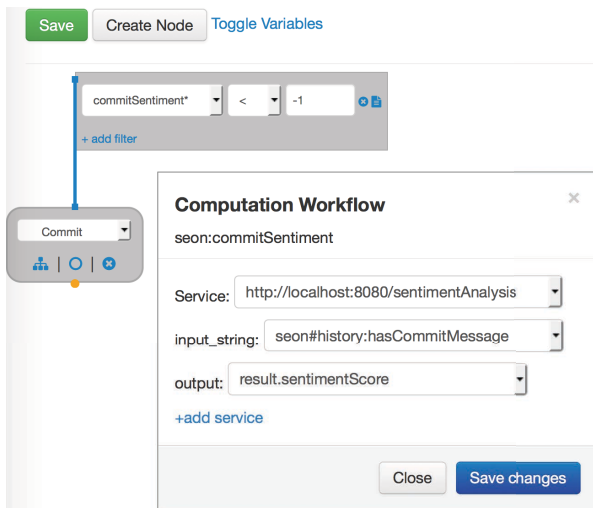 Save Create Node Toggle Variables
commitSentiment* < -1
+ add filter
Commit
Computation Workflow ×
seon:commitSentiment
Service: http://localhost:8080/sentimentAnalysis
input_string: seon#history:hasCommitMessage
output: result.sentimentScore
+add service
Close Save changes